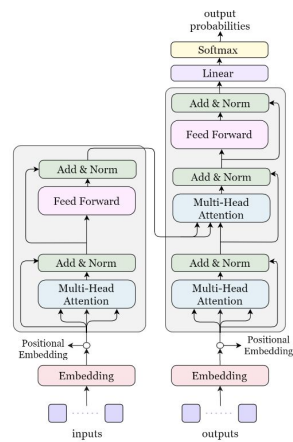 output
probabilities
Softmax
Linear
Add & Norm
Feed Forward
Add & Norm
Multi-Head
Attention
Add & Norm
Multi-Head
Attention
Positional
Embedding
Embedding
outputs
Add & Norm
Feed Forward
Add & Norm
Multi-Head
Attention
Positional
Embedding
Embedding
inputs